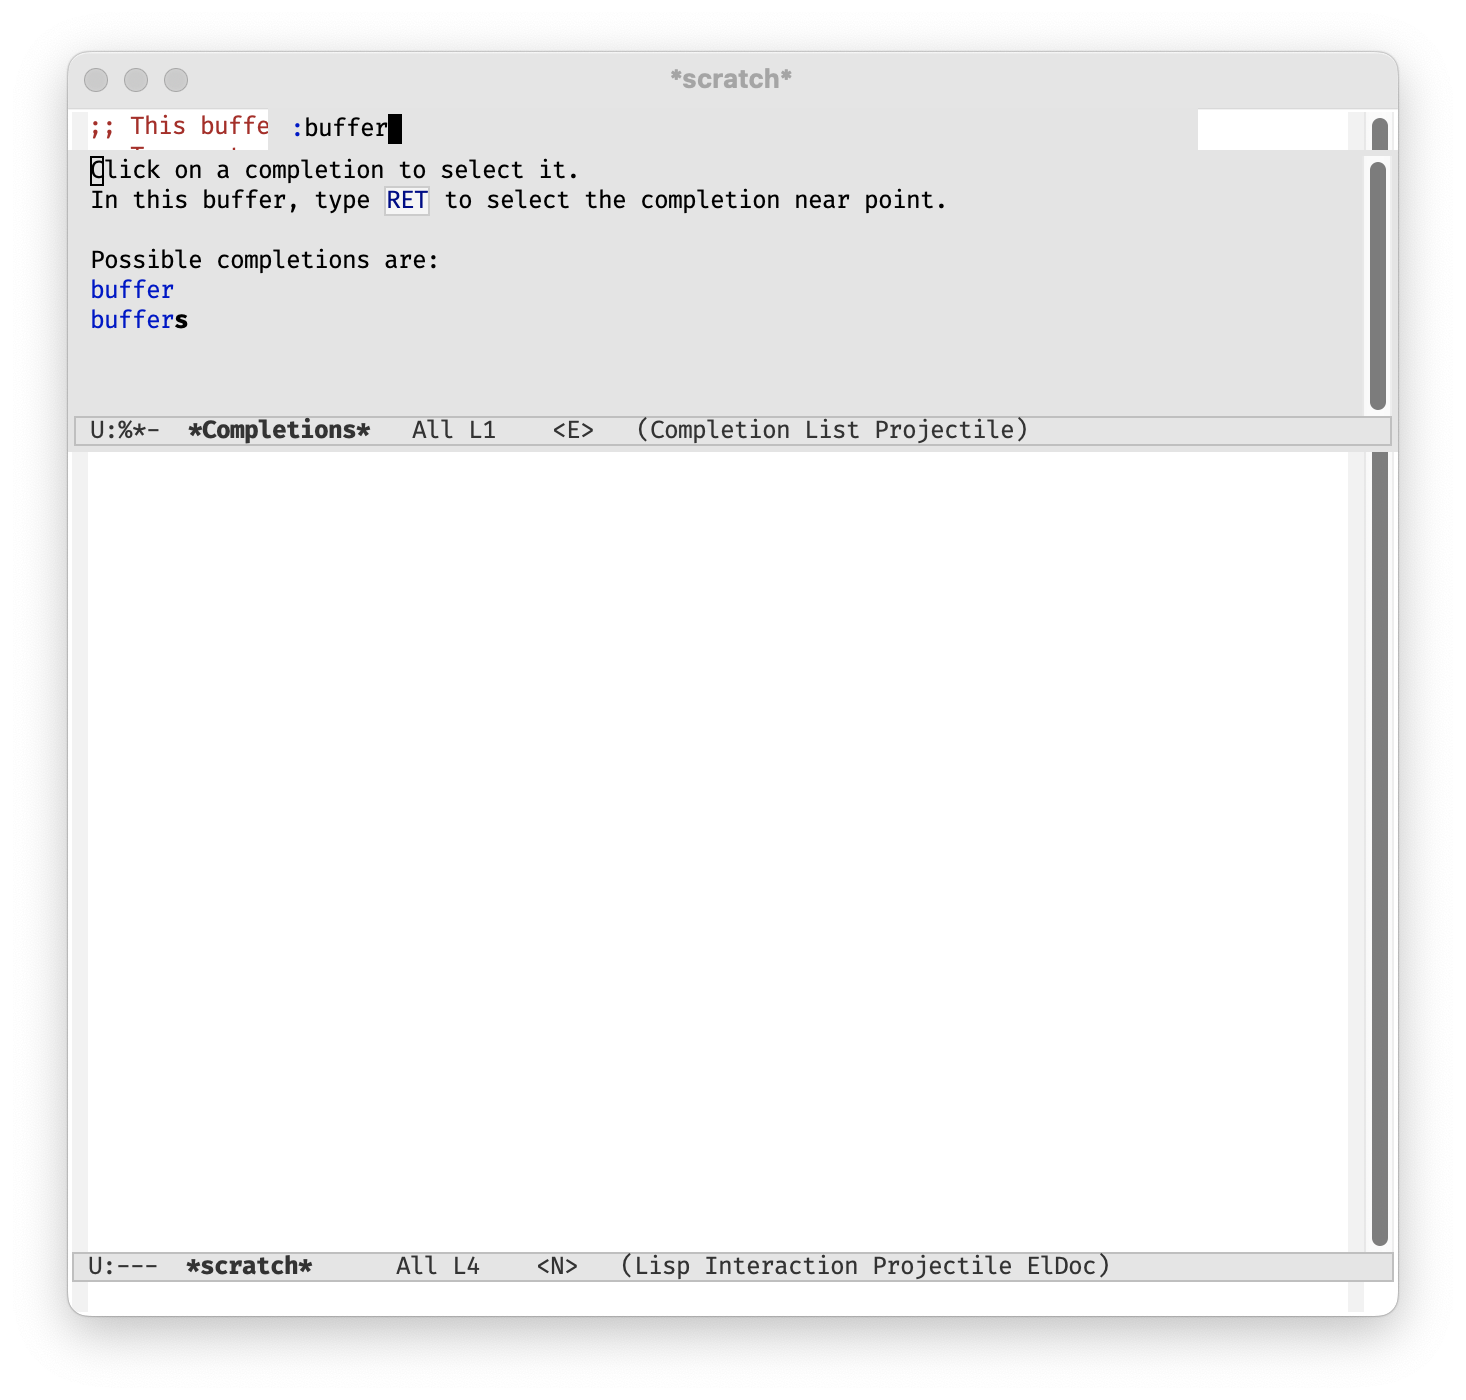 *scratch*
;; This buffe
:buffer
Click on a completion to select it.
In this buffer, type RET to select the completion near point.
Possible completions are:
buffer
buffers
U:%*-  *Completions*   All L1    <E>   (Completion List Projectile)
U:---  *scratch*      All L4    <N>   (Lisp Interaction Projectile ElDoc)